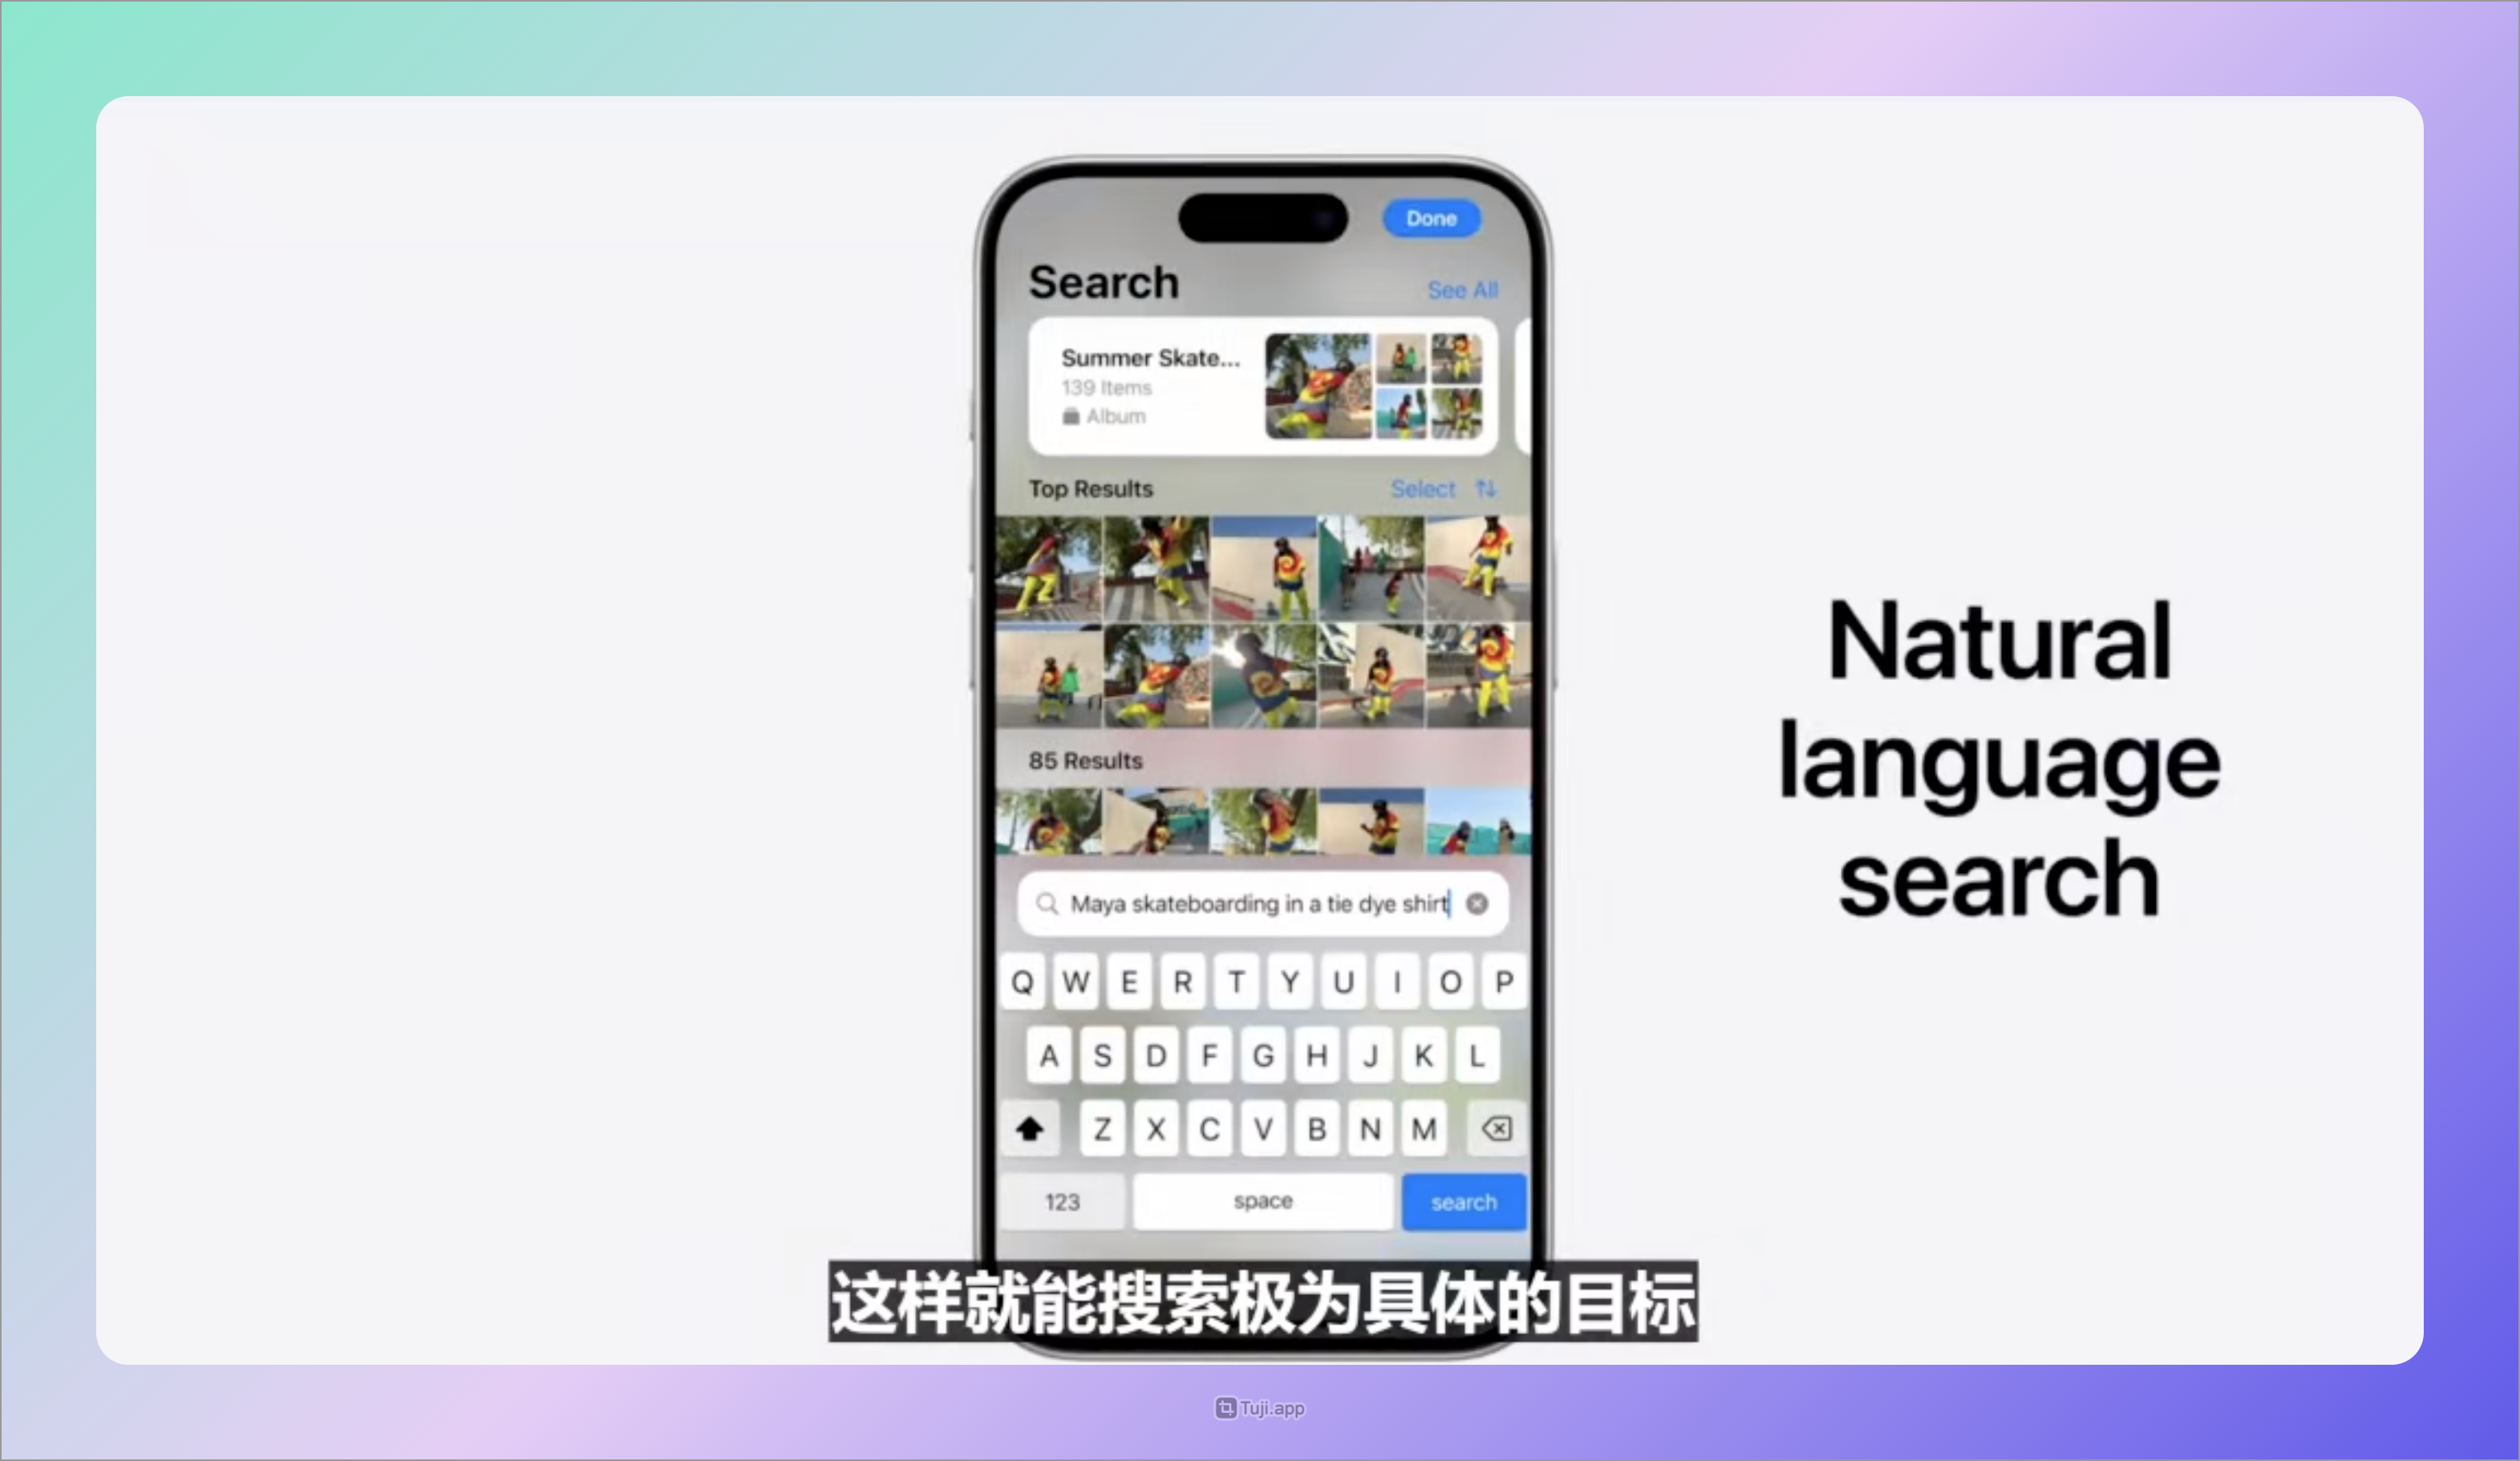 Done
Search
See All
Summer Skate...
139 Items
Album
Top Results
Select
85 Results
Maya skateboarding in a tie dye shirt
Q W E R T Y U I O P
A S D F G H J K L
Z X C V B N M
123
space
search
Natural
language
search
这样就能搜索极为具体的目标
Tuji.app